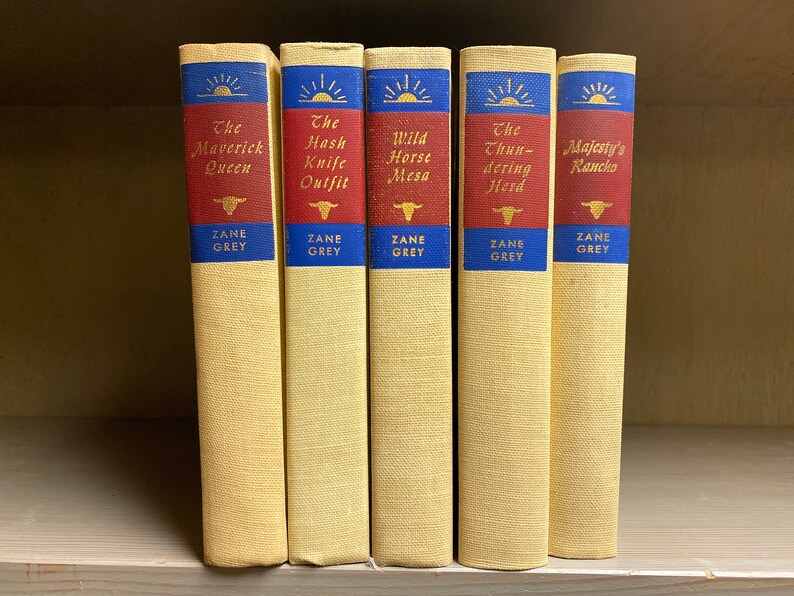 The
Maverick
Queen
ZANE
GREY
The
Hash
Knife
Outfit
ZANE
GREY
Wild
Horse
Mesa
ZANE
GREY
The
Thun-
dering
Herd
ZANE
GREY
Majesty's
Rancho
ZANE
GREY